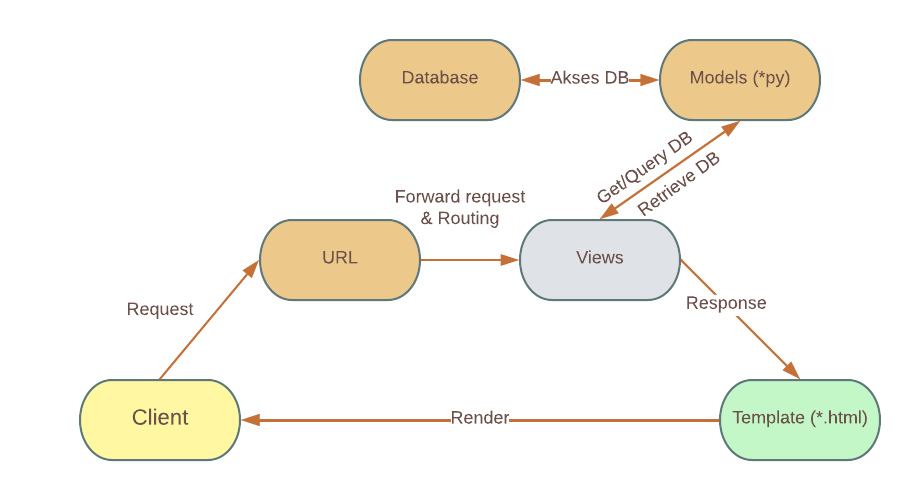 Database
Akses DB
Models (*py)
Get/Query DB
Retrieve DB
Forward request
& Routing
URL
Views
Request
Response
Client
Render
Template (*.html)